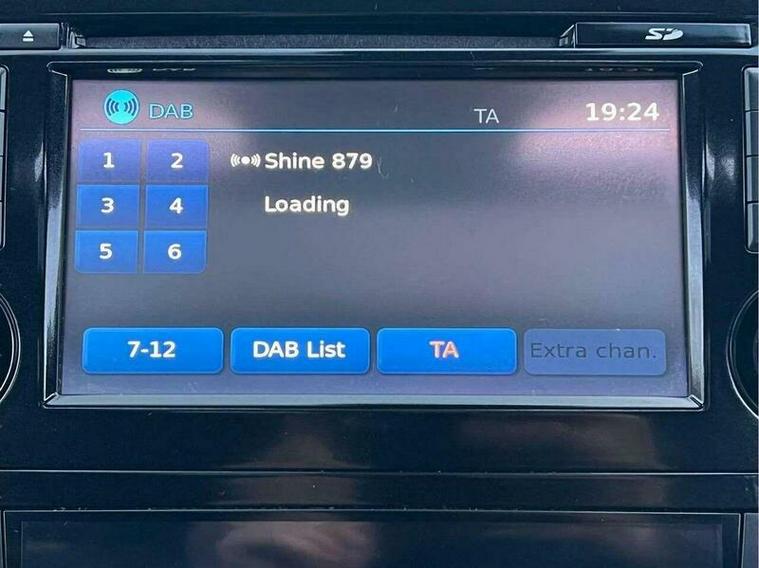 SD
DAB
TA
19:24
1
2
Shine 879
3
4
Loading
5
6
7-12
DAB List
TA
Extra chan.